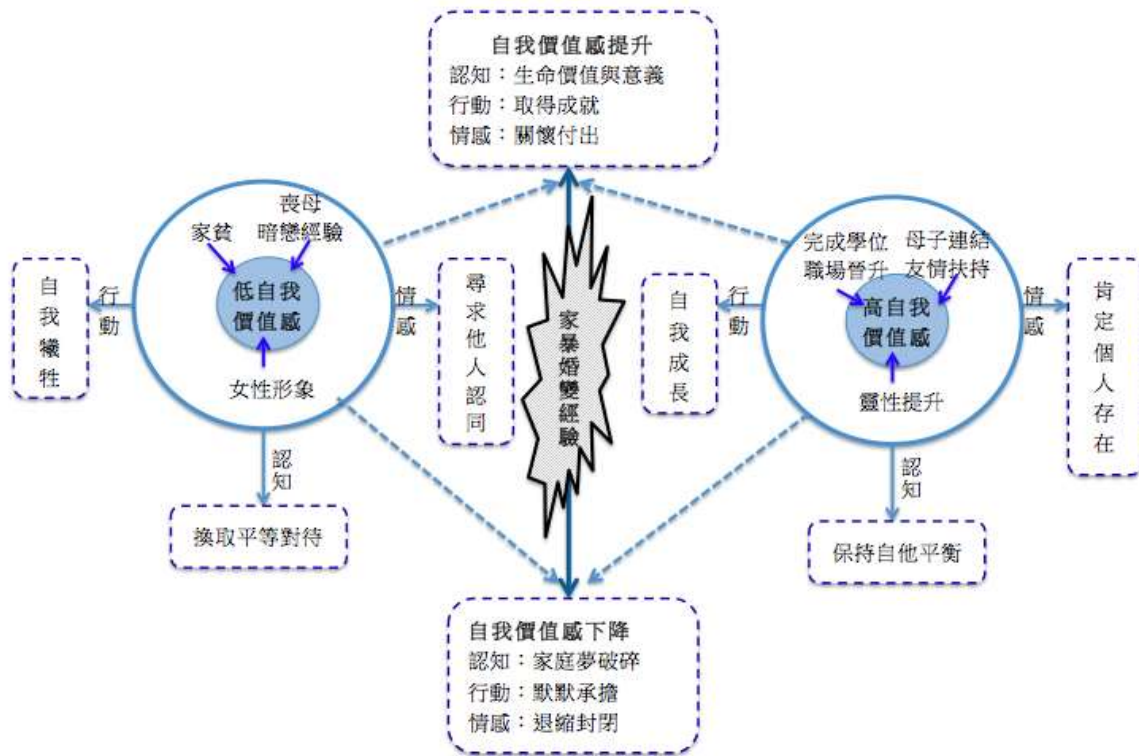 自我價值感提升
認知：生命價值與意義
行動：取得成就
情感：關懷付出
喪母
家貧
暗戀經驗
低自我
價值感
女性形象
行動
自我犧牲
情感
尋求他人認同
認知
換取平等對待
家暴婚變經驗
完成學位
職場晉升
母子連結
友情扶持
高自我
價值感
靈性提升
行動
自我成長
情感
肯定個人存在
認知
保持自他平衡
自我價值感下降
認知：家庭夢破碎
行動：默默承擔
情感：退縮封閉